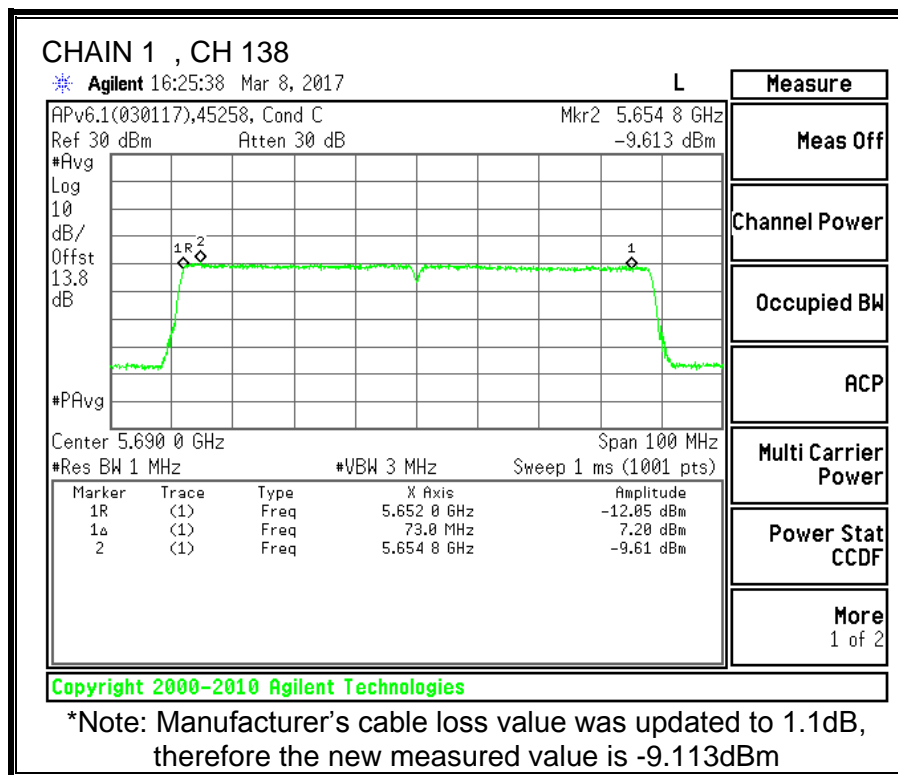 CHAIN 1 , CH 138
Agilent 16:25:38 Mar 8, 2017 L
APv6.1(030117),45258, Cond C Mkr2 5.654 8 GHz
Ref 30 dBm Atten 30 dB -9.613 dBm
#Avg
Log
10
dB/
Offst
13.8
dB
1R 2 1
#PAvg
Center 5.690 0 GHz Span 100 MHz
#Res BW 1 MHz #VBW 3 MHz Sweep 1 ms (1001 pts)
Marker Trace Type X Axis Amplitude
1R (1) Freq 5.652 0 GHz -12.05 dBm
1Δ (1) Freq 73.0 MHz 7.20 dBm
2 (1) Freq 5.654 8 GHz -9.61 dBm
Measure
Meas Off
Channel Power
Occupied BW
ACP
Multi Carrier
Power
Power Stat
CCDF
More
1 of 2
Copyright 2000-2010 Agilent Technologies
*Note: Manufacturer's cable loss value was updated to 1.1dB,
therefore the new measured value is -9.113dBm